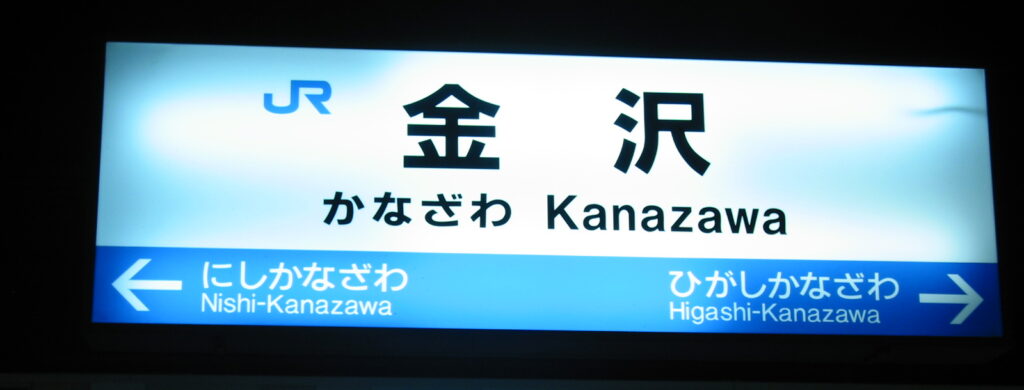 JR 金沢
かなざわ Kanazawa
← にしかなざわ ひがしかなざわ →
Nishi-Kanazawa Higashi-Kanazawa